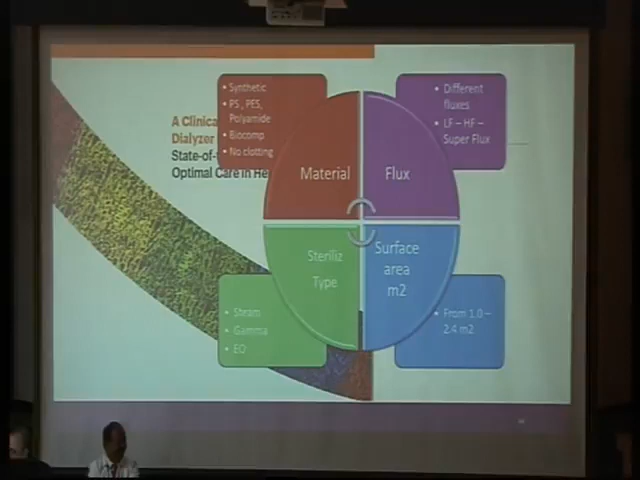 • Synthetic
• PS, PES,
Polyamide
• Biocomp
• No clotting
• Different
fluxes
• LF – HF –
Super Flux
A Clinica
Dialyzer
State-of-
Optimal Care in He
Material
Flux
Steriliz
Type
Surface
area
m2
• Steam
• Gamma
• EO
• From 1.0 –
2.4 m2